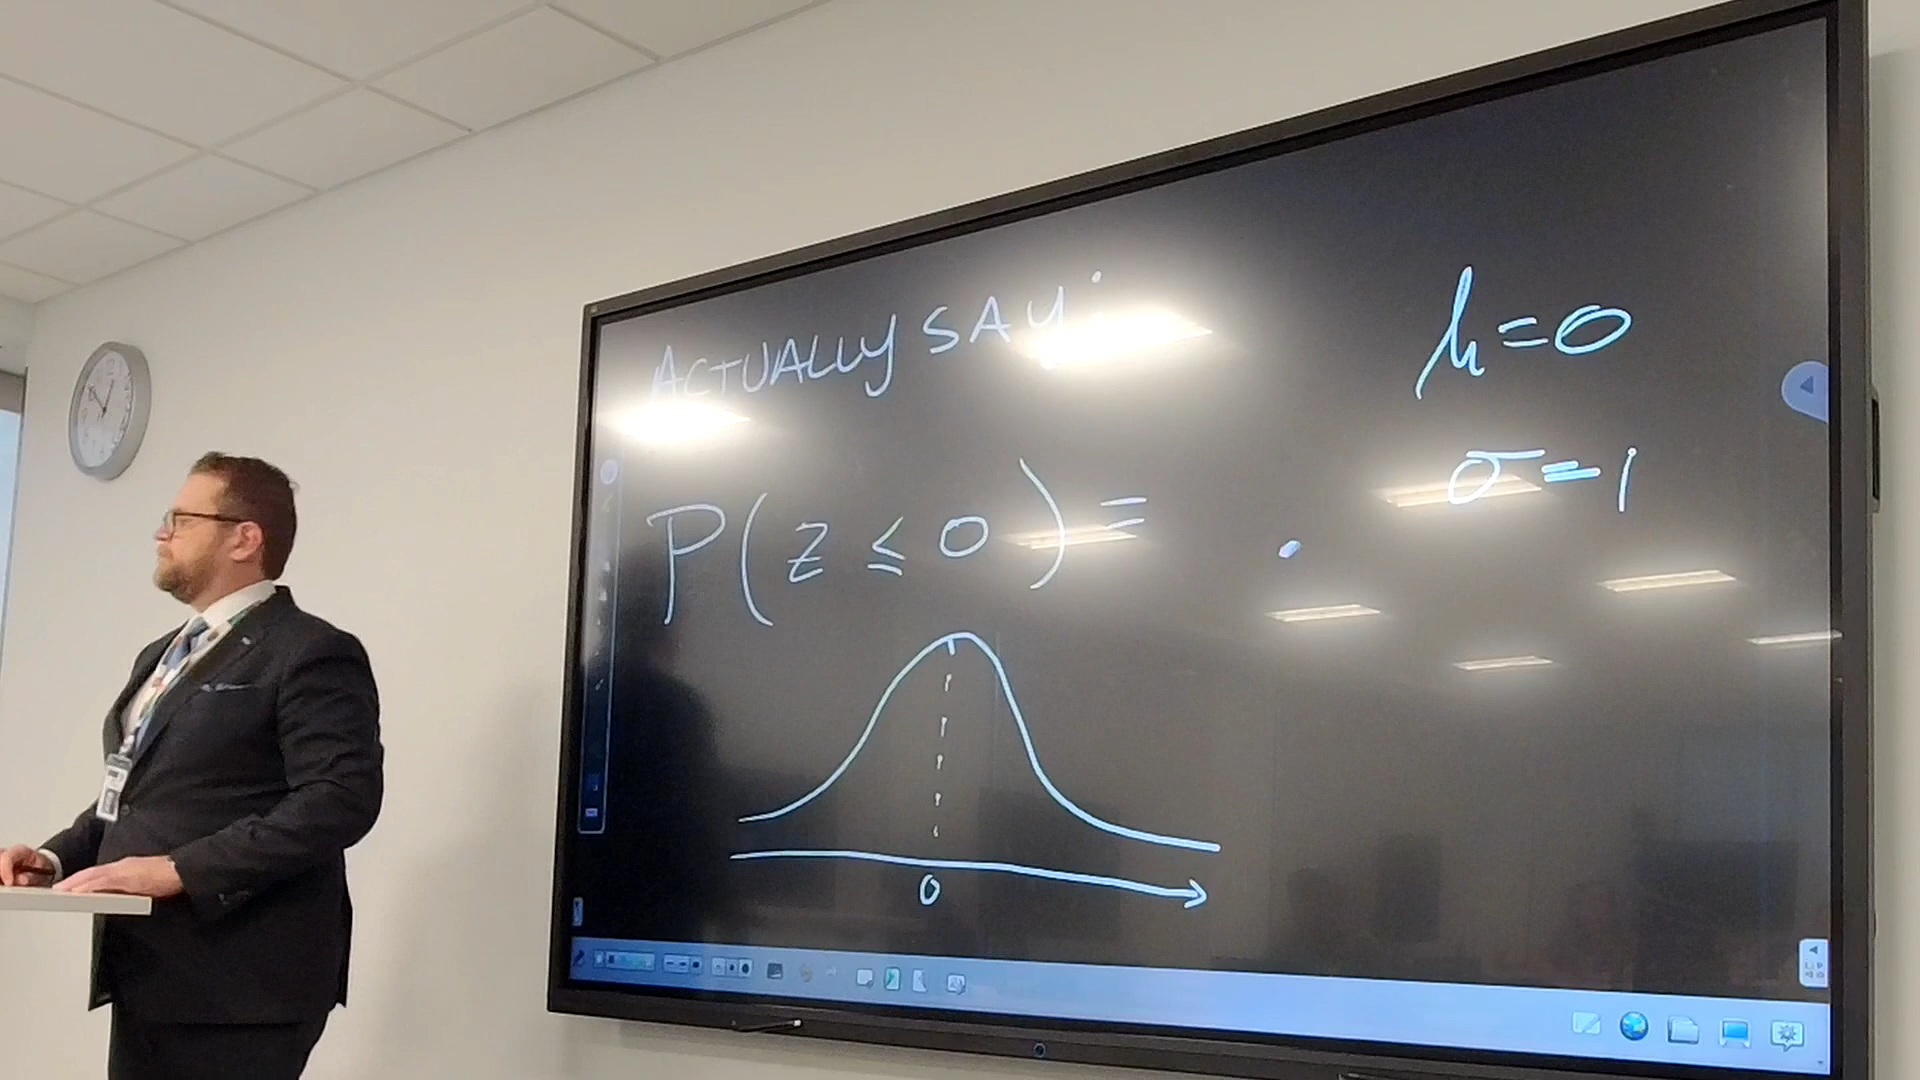 ACTUALLY SAY:
μ=0
σ=1
P(z ≤ 0) =
0